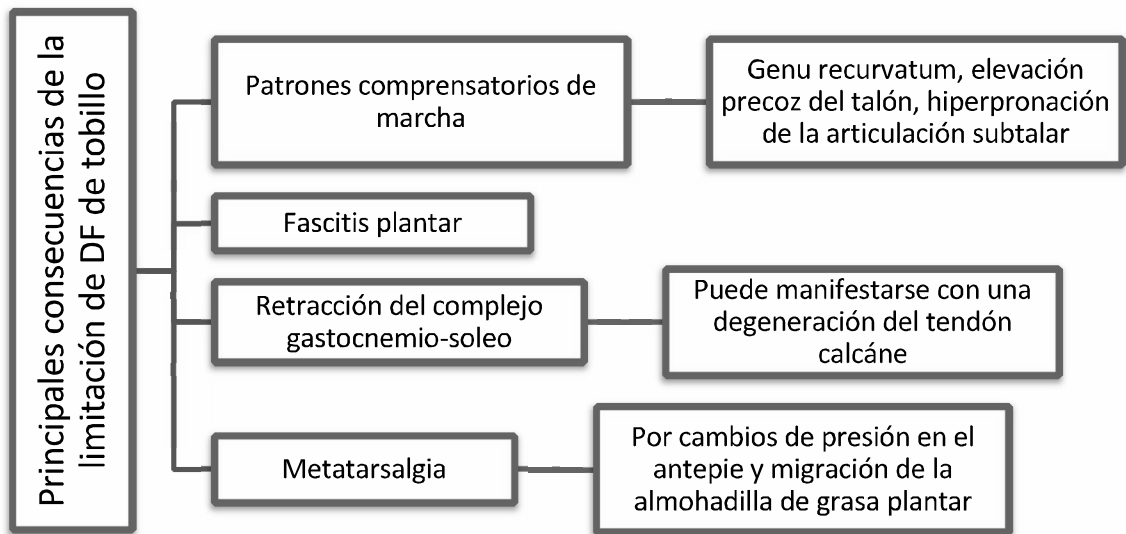 Principales consecuencias de la
limitación de DF de tobillo
Patrones comprensatorios de
marcha
Genu recurvatum, elevación
precoz del talón, hiperpronación
de la articulación subtalar
Fascitis plantar
Retracción del complejo
gastocnemio-soleo
Puede manifestarse con una
degeneración del tendón
calcáne
Metatarsalgia
Por cambios de presión en el
antepie y migración de la
almohadilla de grasa plantar